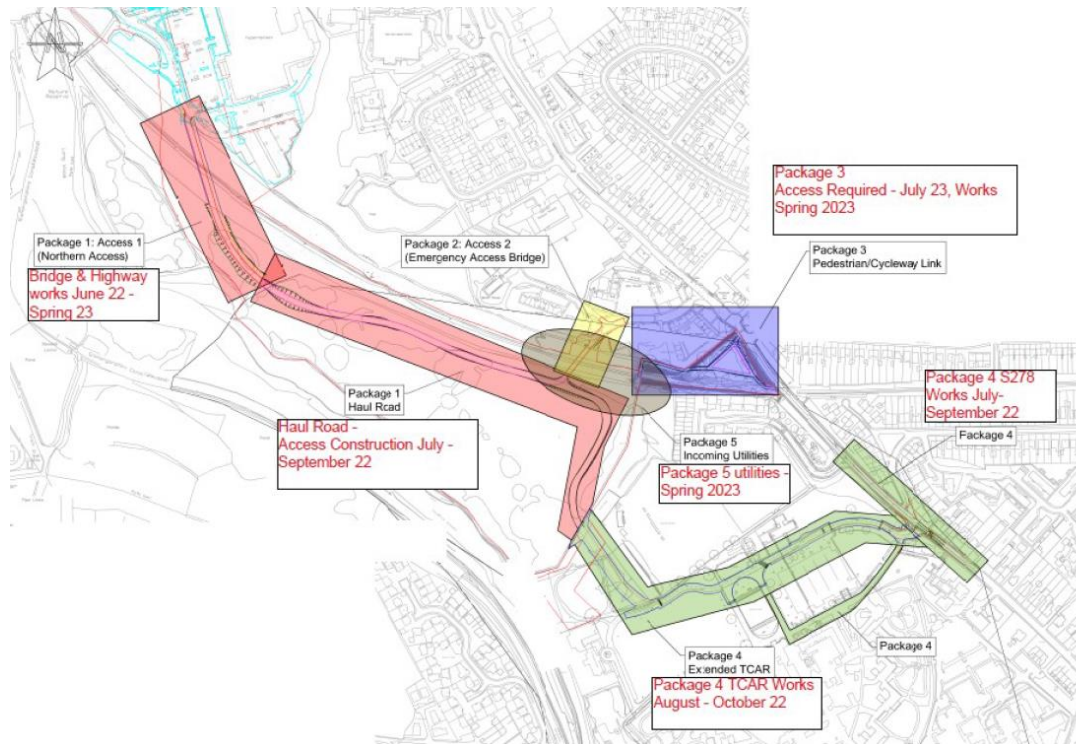 Package 3
Access Required - July 23, Works
Spring 2023
Package 3
Pedestrian/Cycleway Link
Package 1: Access 1
(Northern Access)
Package 2: Access 2
(Emergency Access Bridge)
Bridge & Highway
works June 22 -
Spring 23
Package 1
Haul Road
Haul Road -
Access Construction July -
September 22
Package 4 S278
Works July-
September 22
Package 4
Package 5
Incoming Utilities
Package 5 utilities -
Spring 2023
Package 4
Package 4
Extended TCAR
Package 4 TCAR Works
August - October 22